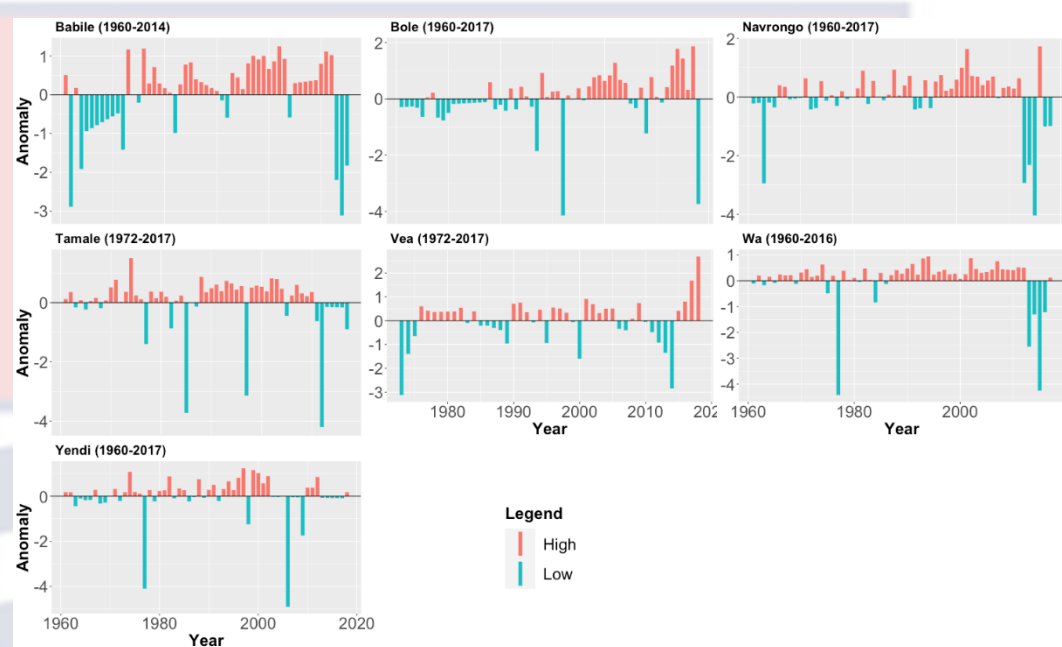 Babile (1960-2014)
Bole (1960-2017)
Navrongo (1960-2017)
Anomaly
1
0
-1
-2
-3
2
0
-2
-4
2
0
-2
-4
Tamale (1972-2017)
Vea (1972-2017)
Wa (1960-2016)
Anomaly
0
-2
-4
2
1
0
-1
-2
-3
1
0
-1
-2
-3
-4
1980 1990 2000 2010 202
Year
1960 1980 2000
Year
Yendi (1960-2017)
Anomaly
0
-2
-4
1960 1980 2000 2020
Year
Legend
High
Low